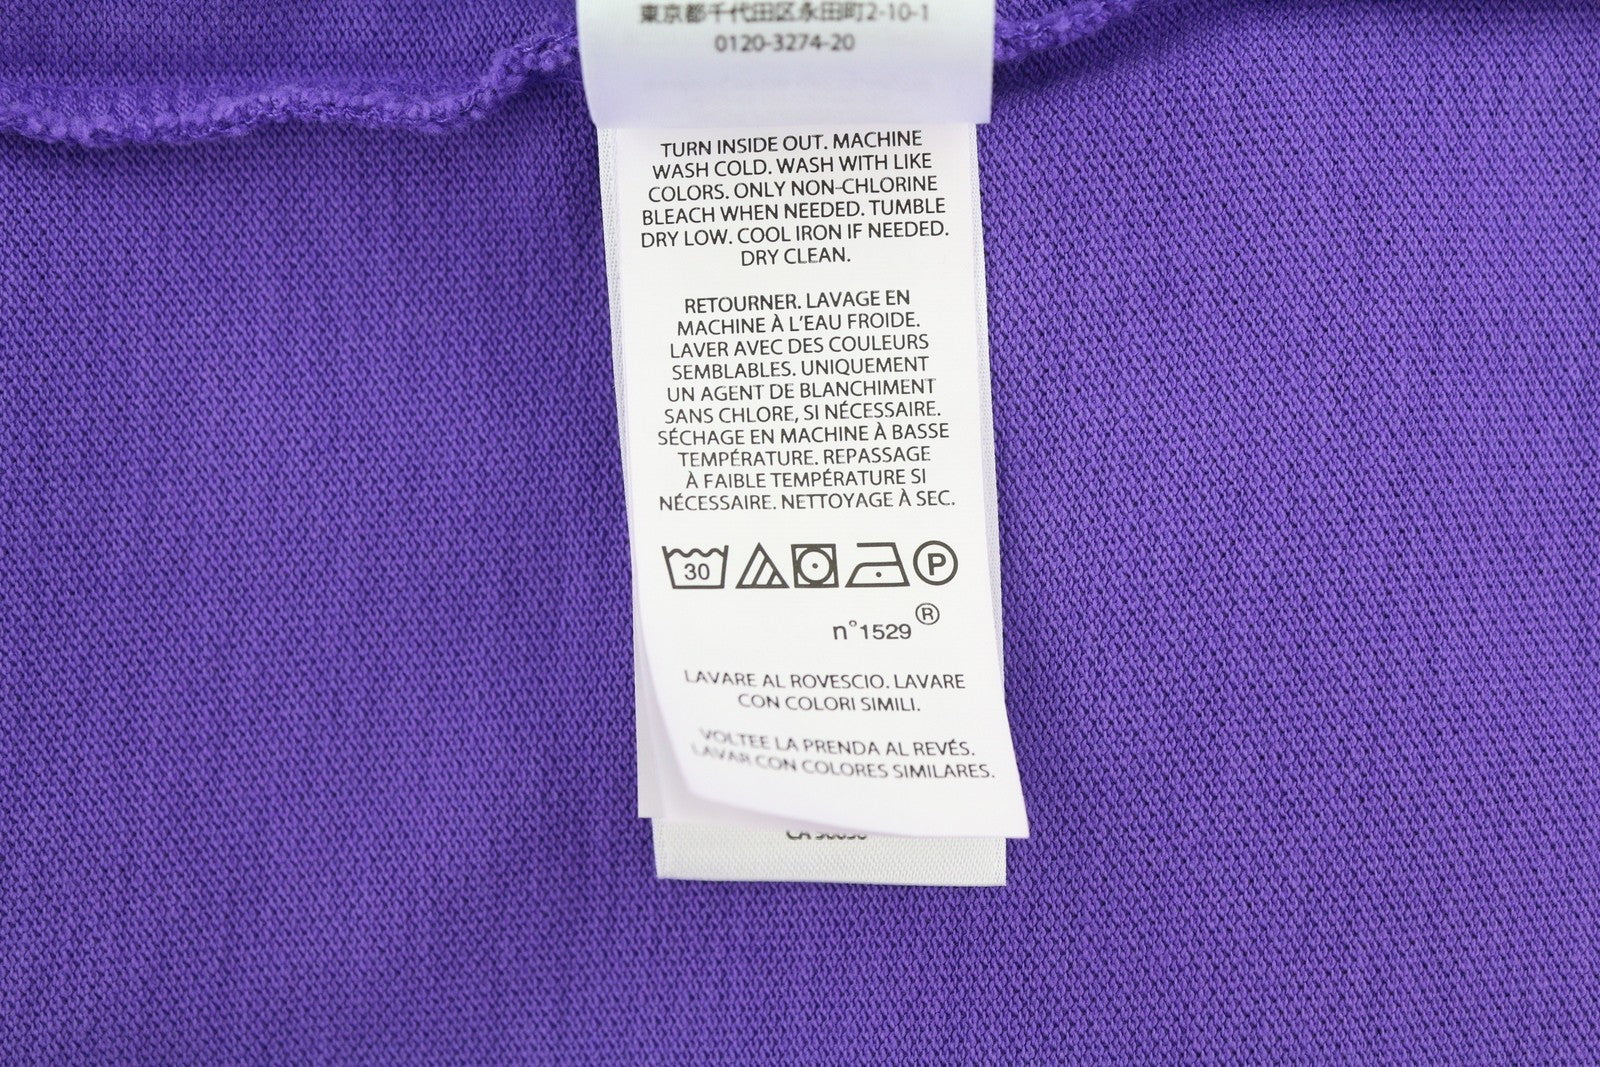 東京都千代田区永田町2-10-1
0120-3274-20
TURN INSIDE OUT. MACHINE
WASH COLD. WASH WITH LIKE
COLORS. ONLY NON-CHLORINE
BLEACH WHEN NEEDED. TUMBLE
DRY LOW. COOL IRON IF NEEDED.
DRY CLEAN.
RETOURNER. LAVAGE EN
MACHINE À L'EAU FROIDE.
LAVER AVEC DES COULEURS
SEMBLABLES. UNIQUEMENT
UN AGENT DE BLANCHIMENT
SANS CHLORE, SI NÉCESSAIRE.
SÉCHAGE EN MACHINE À BASSE
TEMPÉRATURE. REPASSAGE
À FAIBLE TEMPÉRATURE SI
NÉCESSAIRE. NETTOYAGE À SEC.
30 P
n°1529®
LAVARE AL ROVESCIO. LAVARE
CON COLORI SIMILI.
VOLTEE LA PRENDA AL REVÉS.
LAVAR CON COLORES SIMILARES.
CA